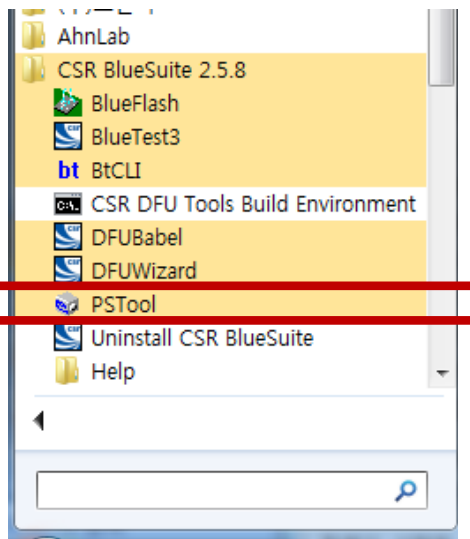 AhnLab
CSR BlueSuite 2.5.8
BlueFlash
BlueTest3
bt BtCLI
C:\. CSR DFU Tools Build Environment
DFUBabel
DFUWizard
PSTool
Uninstall CSR BlueSuite
Help